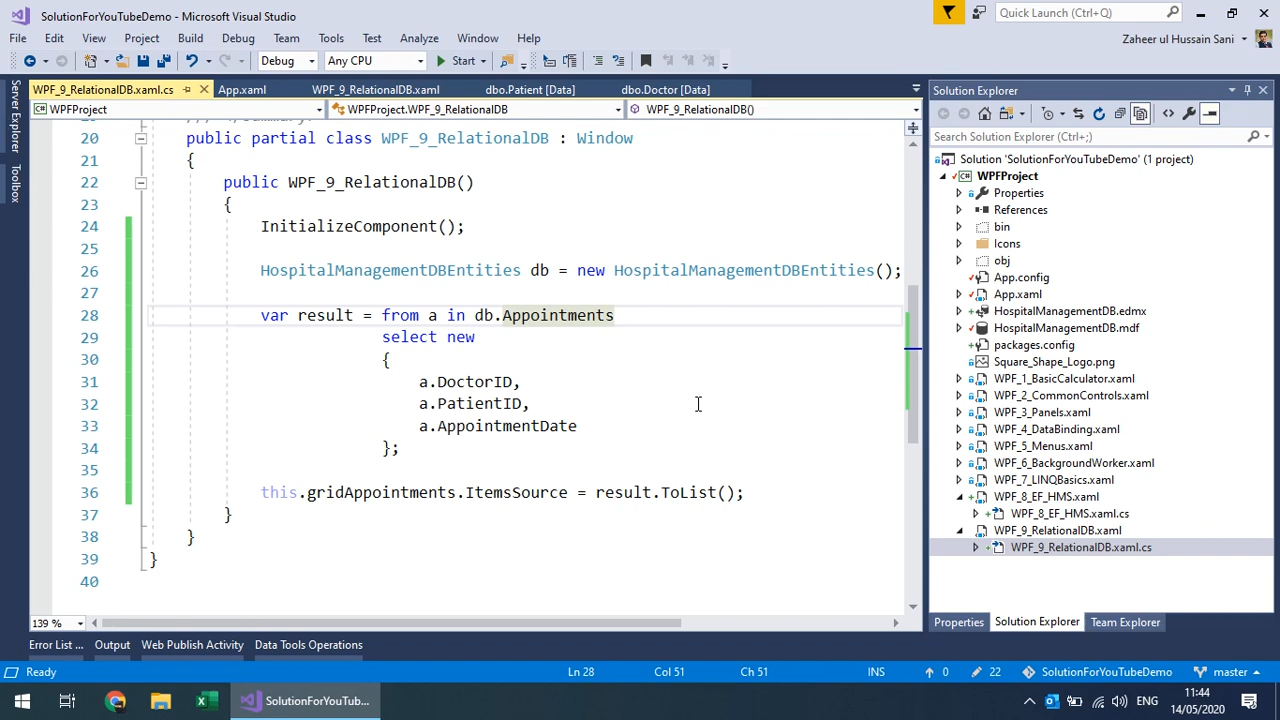 SolutionForYouTubeDemo - Microsoft Visual Studio
Quick Launch (Ctrl+Q)
File Edit View Project Build Debug Team Tools Test Analyze Window Help
Zaheer ul Hussain Sani
Debug Any CPU Start
WPF_9_RelationalDB.xaml.cs App.xaml WPF_9_RelationalDB.xaml dbo.Patient [Data] dbo.Doctor [Data]
WPFProject WPFProject.WPF_9_RelationalDB WPF_9_RelationalDB()
Server Explorer
Toolbox
20 public partial class WPF_9_RelationalDB : Window
21 {
22 public WPF_9_RelationalDB()
23 {
24 InitializeComponent();
25
26 HospitalManagementDBEntities db = new HospitalManagementDBEntities();
27
28 var result = from a in db.Appointments
29 select new
30 {
31 a.DoctorID,
32 a.PatientID,
33 a.AppointmentDate
34 };
35
36 this.gridAppointments.ItemsSource = result.ToList();
37 }
38 }
39 }
40
139 %
Solution Explorer
Search Solution Explorer (Ctrl+;)
Solution 'SolutionForYouTubeDemo' (1 project)
WPFProject
Properties
References
bin
Icons
obj
App.config
App.xaml
HospitalManagementDB.edmx
HospitalManagementDB.mdf
packages.config
Square_Shape_Logo.png
WPF_1_BasicCalculator.xaml
WPF_2_CommonControls.xaml
WPF_3_Panels.xaml
WPF_4_DataBinding.xaml
WPF_5_Menus.xaml
WPF_6_BackgroundWorker.xaml
WPF_7_LINQBasics.xaml
WPF_8_EF_HMS.xaml
WPF_8_EF_HMS.xaml.cs
WPF_9_RelationalDB.xaml
WPF_9_RelationalDB.xaml.cs
Properties Solution Explorer Team Explorer
Error List ... Output Web Publish Activity Data Tools Operations
Ready Ln 28 Col 51 Ch 51 INS 0 22 SolutionForYouTubeDemo master
SolutionForYouTub...
ENG
11:44
14/05/2020